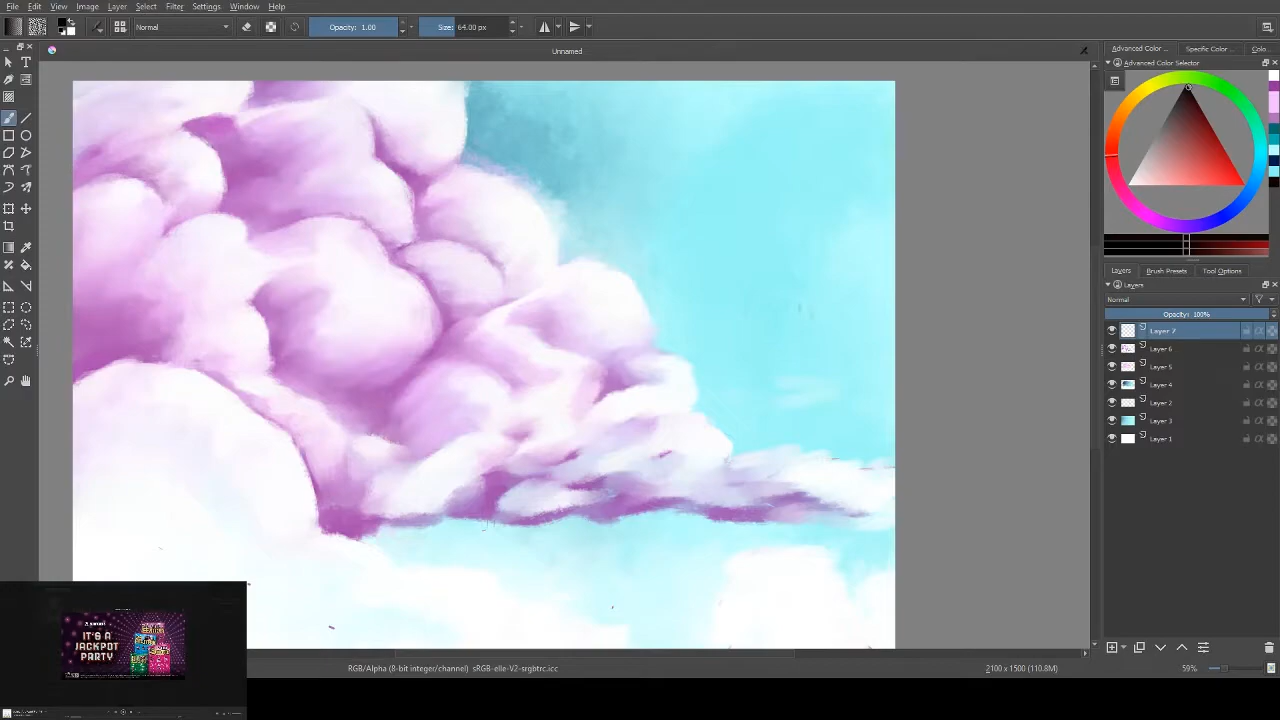 File Edit View Image Layer Select Filter Settings Window Help
Normal Opacity: 1.00 Size: 64.00 px
Unnamed
Advanced Color ... Specific Color ... Colo...
Advanced Color Selector
Layers Brush Presets Tool Options
Layers
Normal
Opacity: 100%
Layer 7
Layer 6
Layer 5
Layer 4
Layer 2
Layer 3
Layer 1
IT'S A
JACKPOT
PARTY
RGB/Alpha (8-bit integer/channel) sRGB-elle-V2-srgbtrc.icc 2100 x 1500 (110.8M) 59%